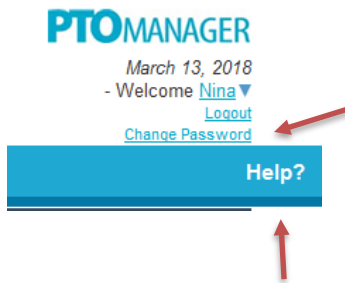 PTOMANAGER
March 13, 2018
- Welcome Nina▼
Logout
Change Password
Help?